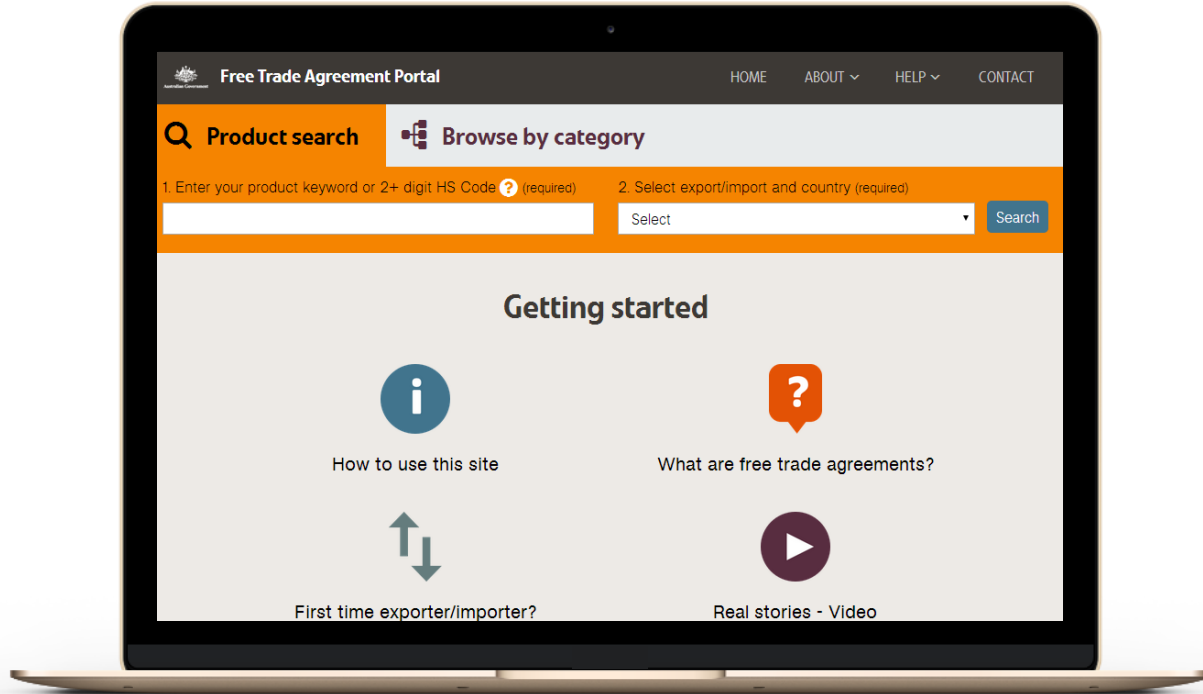 Australian Government
Free Trade Agreement Portal
HOME
ABOUT
HELP
CONTACT
Product search
Browse by category
1. Enter your product keyword or 2+ digit HS Code ? (required)
2. Select export/import and country (required)
Select
Search
Getting started
i
?
How to use this site
What are free trade agreements?
First time exporter/importer?
Real stories - Video